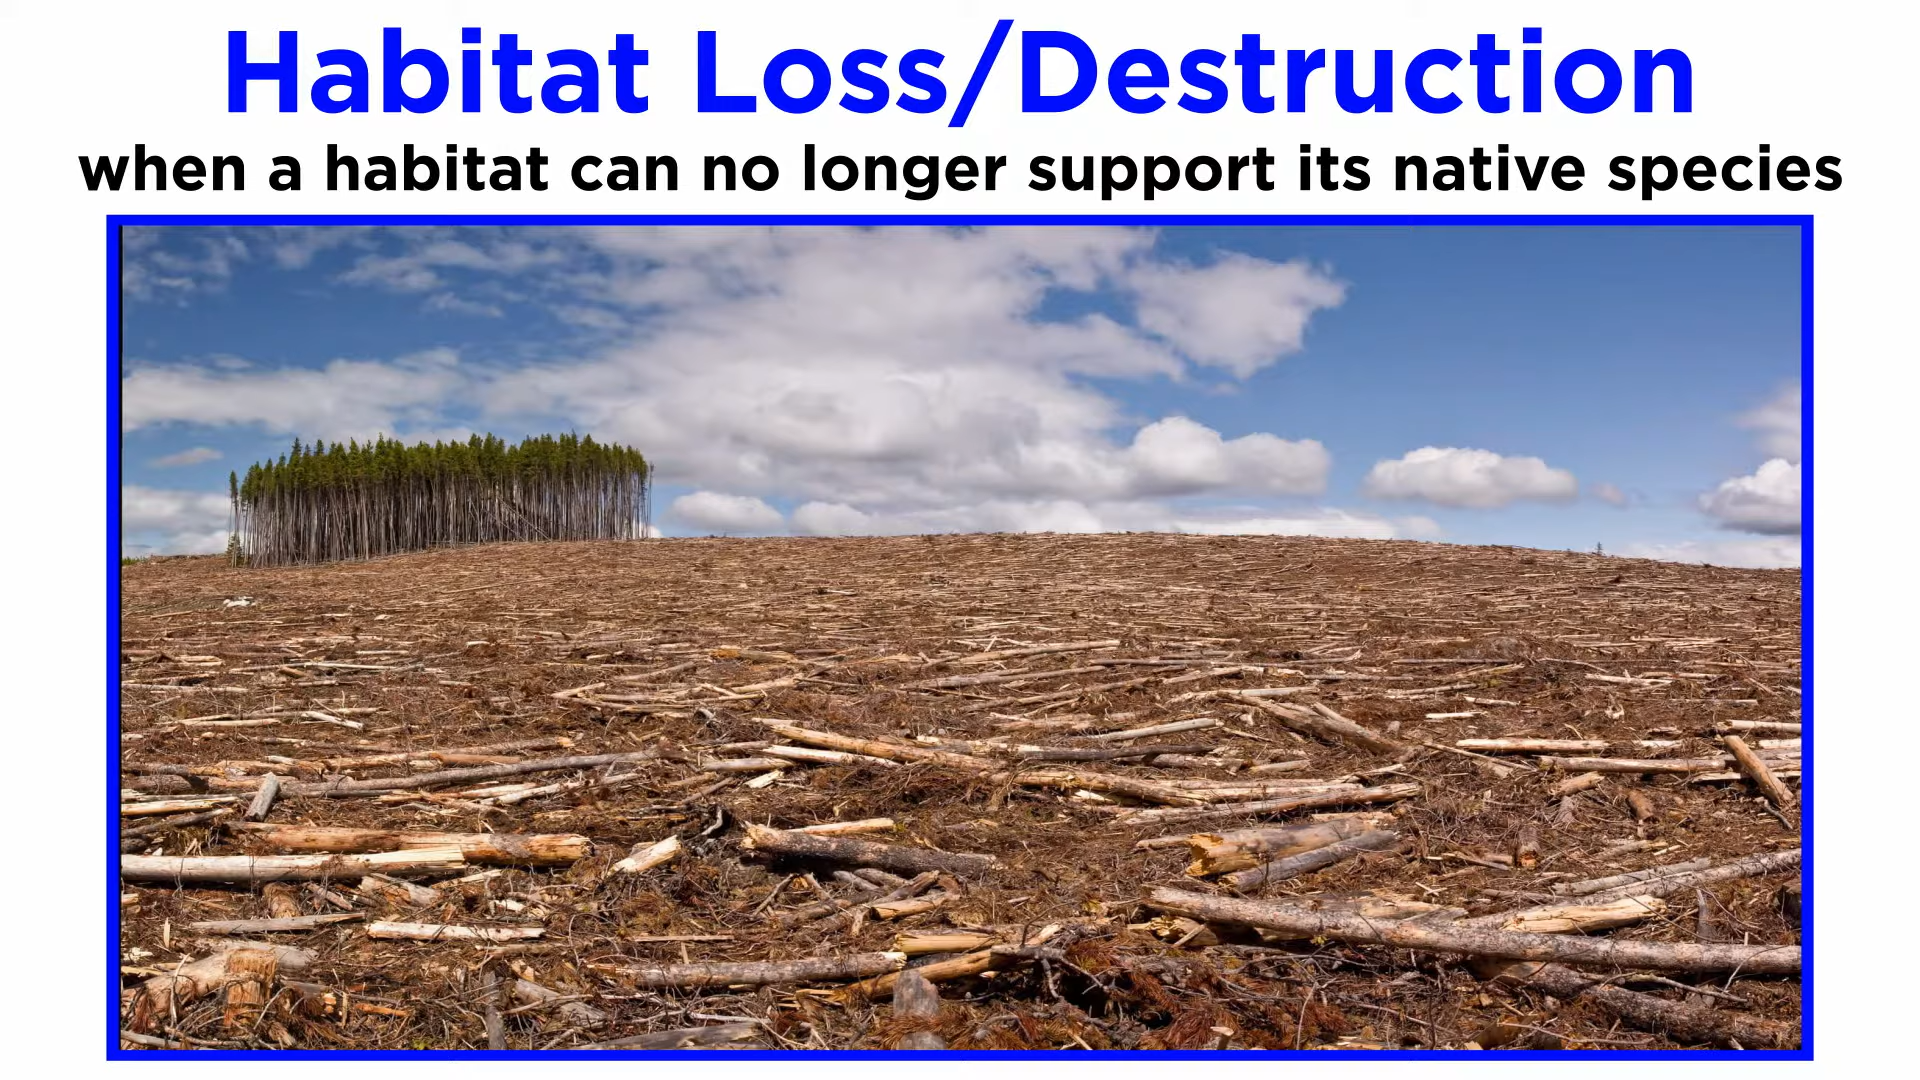 Habitat Loss/Destruction
when a habitat can no longer support its native species